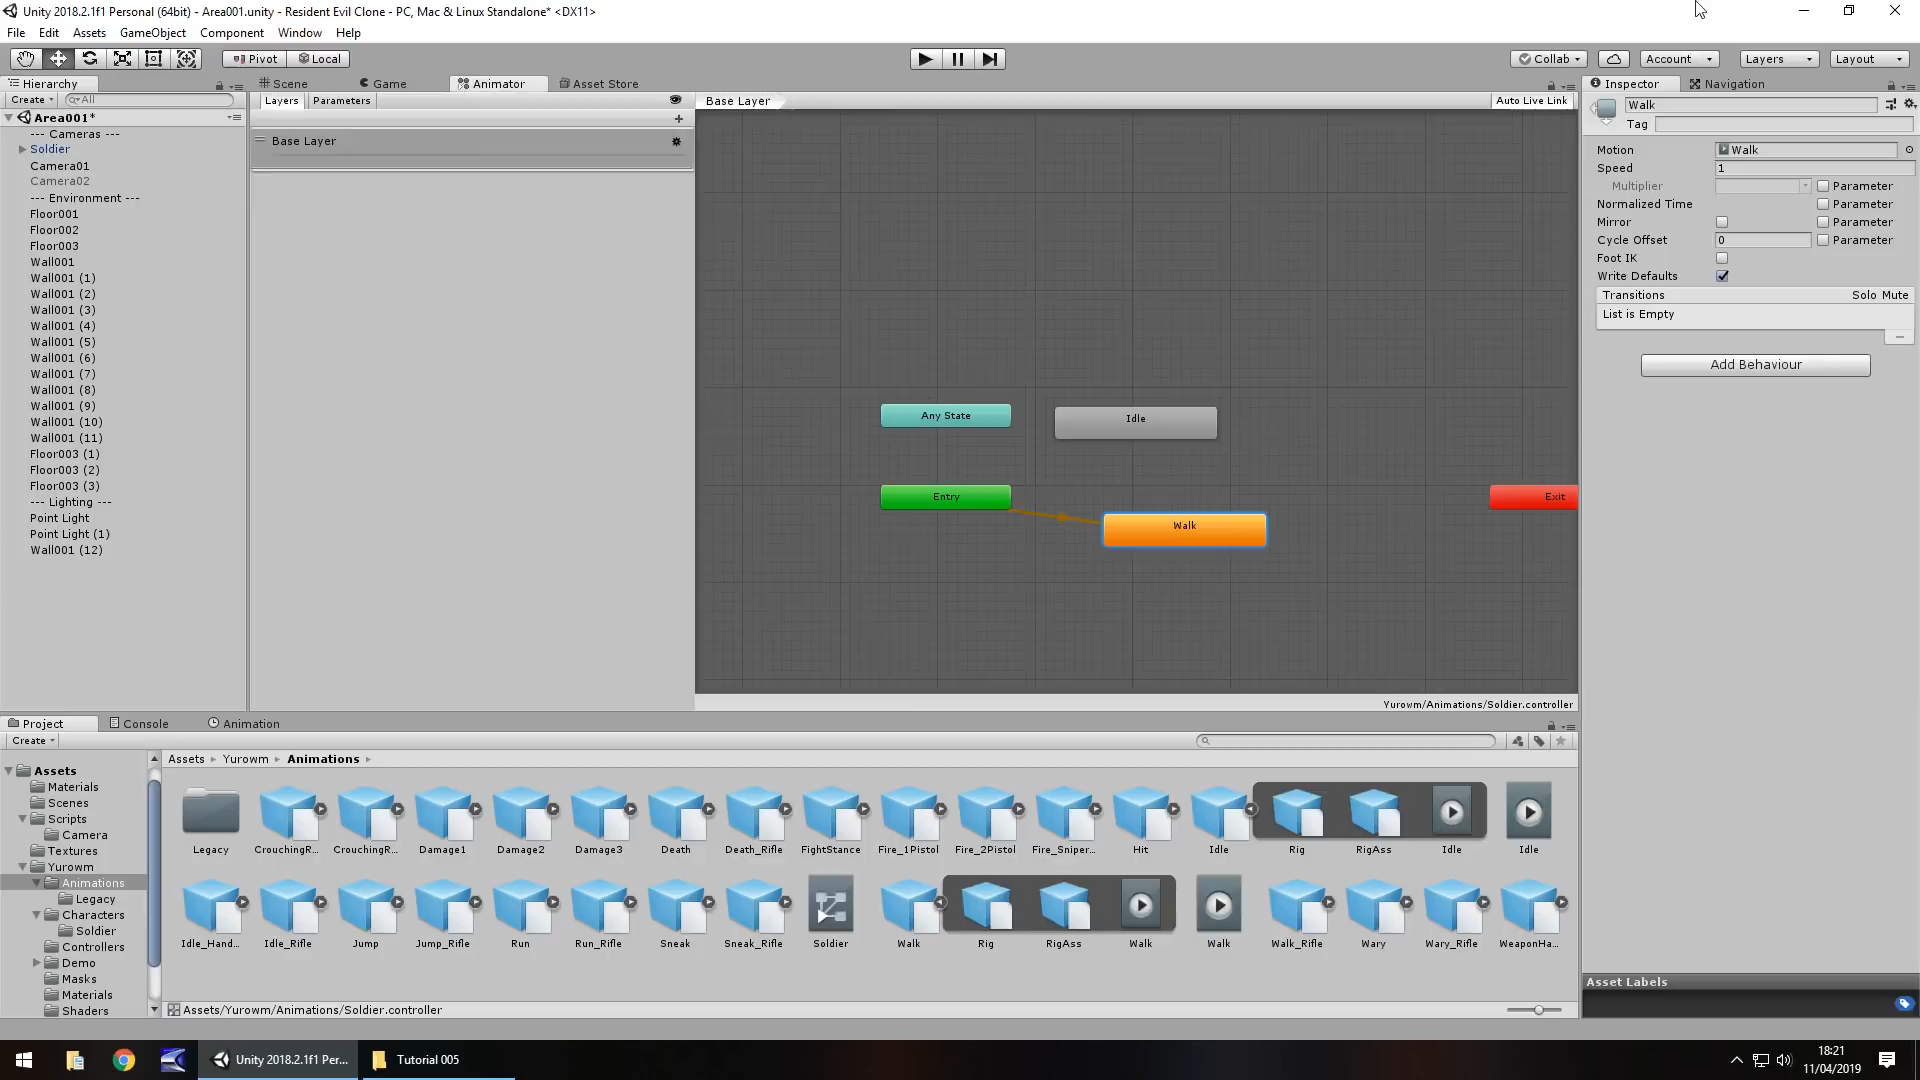 Unity 2018.2.1f1 Personal (64bit) - Area001.unity - Resident Evil Clone - PC, Mac & Linux Standalone* <DX11>
File Edit Assets GameObject Component Window Help
Pivot Local Collab Account Layers Layout
Hierarchy
Create All
Area001*
--- Cameras ---
Soldier
Camera01
Camera02
--- Environment ---
Floor001
Floor002
Floor003
Wall001
Wall001 (1)
Wall001 (2)
Wall001 (3)
Wall001 (4)
Wall001 (5)
Wall001 (6)
Wall001 (7)
Wall001 (8)
Wall001 (9)
Wall001 (10)
Wall001 (11)
Floor003 (1)
Floor003 (2)
Floor003 (3)
--- Lighting ---
Point Light
Point Light (1)
Wall001 (12)
Scene Game Animator Asset Store
Layers Parameters
Base Layer
Base Layer Auto Live Link
Any State
Idle
Entry
Walk
Exit
Yurowm/Animations/Soldier.controller
Inspector Navigation
Walk
Tag
Motion Walk
Speed 1
Multiplier Parameter
Normalized Time Parameter
Mirror Parameter
Cycle Offset 0 Parameter
Foot IK
Write Defaults
Transitions Solo Mute
List is Empty
Add Behaviour
Asset Labels
Project Console Animation
Create
Assets
Materials
Scenes
Scripts
Camera
Textures
Yurowm
Animations
Legacy
Characters
Soldier
Controllers
Demo
Masks
Materials
Shaders
Assets Yurowm Animations
Legacy CrouchingR... CrouchingR... Damage1 Damage2 Damage3 Death Death_Rifle FightStance Fire_1Pistol Fire_2Pistol Fire_Sniper... Hit Idle Rig RigAss Idle Idle
Idle_Hand... Idle_Rifle Jump Jump_Rifle Run Run_Rifle Sneak Sneak_Rifle Soldier Walk Rig RigAss Walk Walk Walk_Rifle Wary Wary_Rifle WeaponHa...
Assets/Yurowm/Animations/Soldier.controller
Unity 2018.2.1f1 Per... Tutorial 005
18:21
11/04/2019